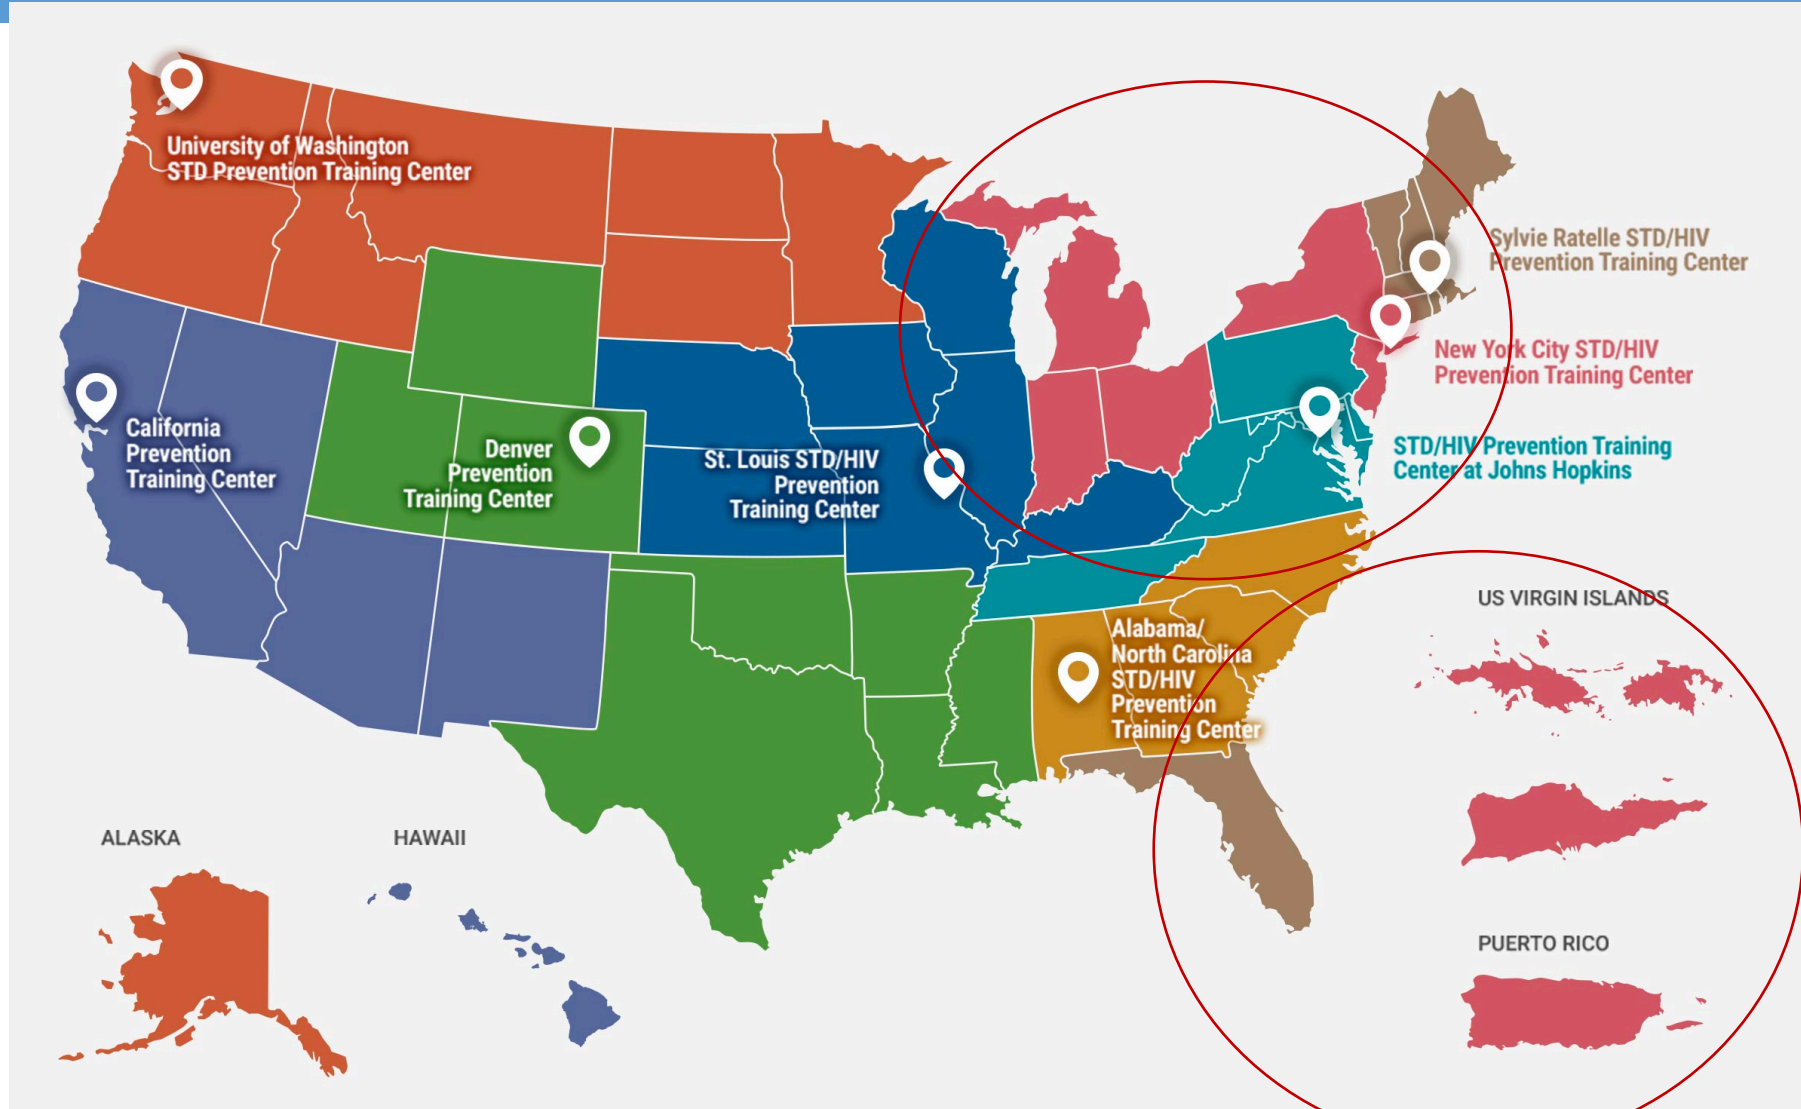 University of Washington
STD Prevention Training Center
Sylvie Ratelle STD/HIV
Prevention Training Center
New York City STD/HIV
Prevention Training Center
California
Prevention
Training Center
Denver
Prevention
Training Center
St. Louis STD/HIV
Prevention
Training Center
STD/HIV Prevention Training
Center at Johns Hopkins
Alabama/
North Carolina
STD/HIV
Prevention
Training Center
US VIRGIN ISLANDS
ALASKA
HAWAII
PUERTO RICO